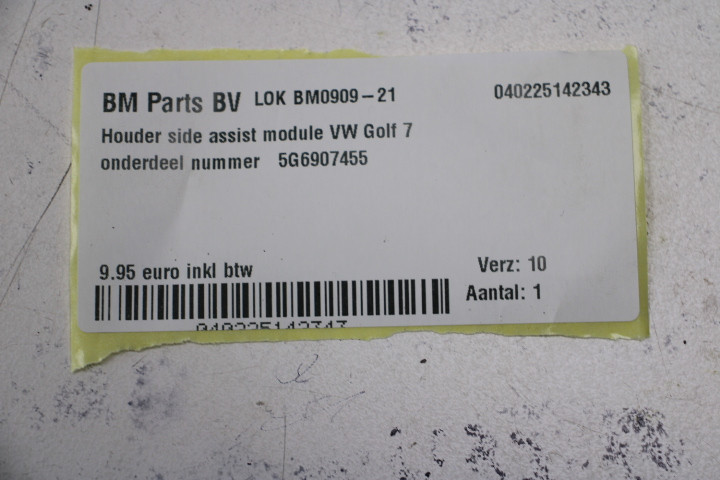 BM Parts BV LOK BM0909-21 040225142343
Houder side assist module VW Golf 7
onderdeel nummer 5G6907455
9.95 euro inkl btw Verz: 10
Aantal: 1
040225142343